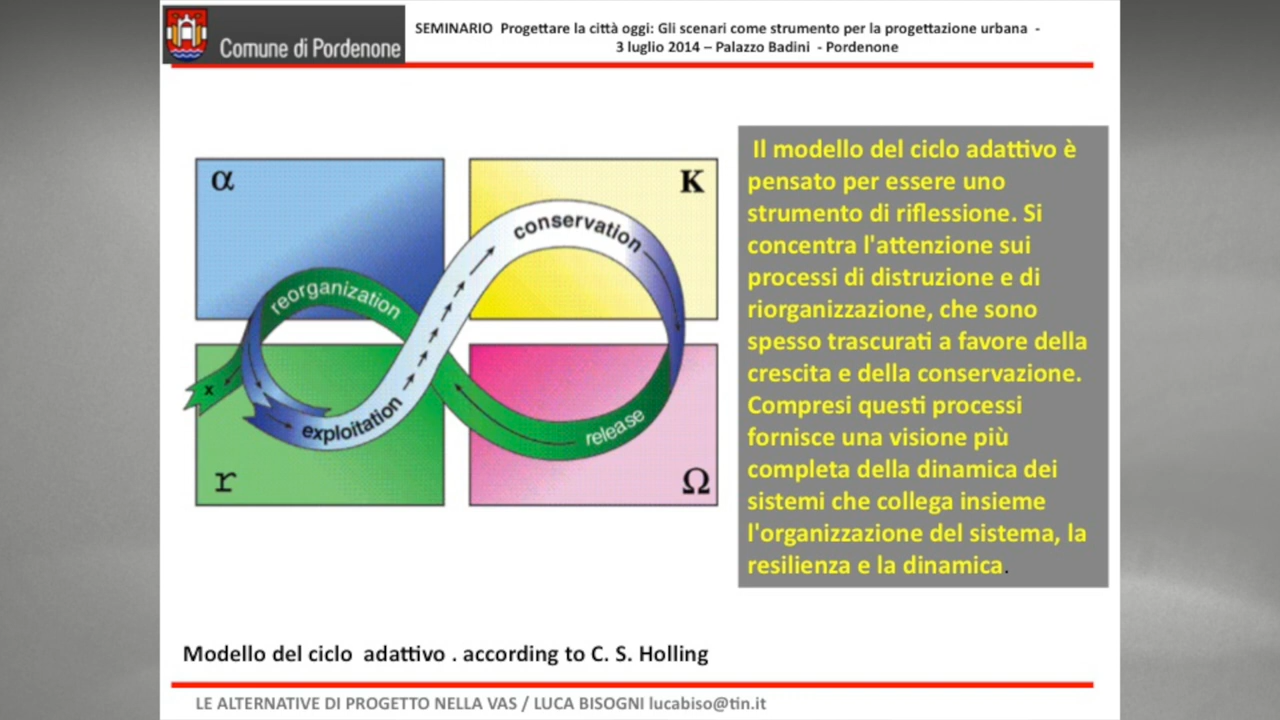 Comune di Pordenone
SEMINARIO Progettare la città oggi: Gli scenari come strumento per la progettazione urbana -
3 luglio 2014 – Palazzo Badini - Pordenone
α
K
conservation
reorganization
x
exploitation
release
r
Ω
Il modello del ciclo adattivo è
pensato per essere uno
strumento di riflessione. Si
concentra l'attenzione sui
processi di distruzione e di
riorganizzazione, che sono
spesso trascurati a favore della
crescita e della conservazione.
Compresi questi processi
fornisce una visione più
completa della dinamica dei
sistemi che collega insieme
l'organizzazione del sistema, la
resilienza e la dinamica.
Modello del ciclo adattivo . according to C. S. Holling
LE ALTERNATIVE DI PROGETTO NELLA VAS / LUCA BISOGNI lucabiso@tin.it